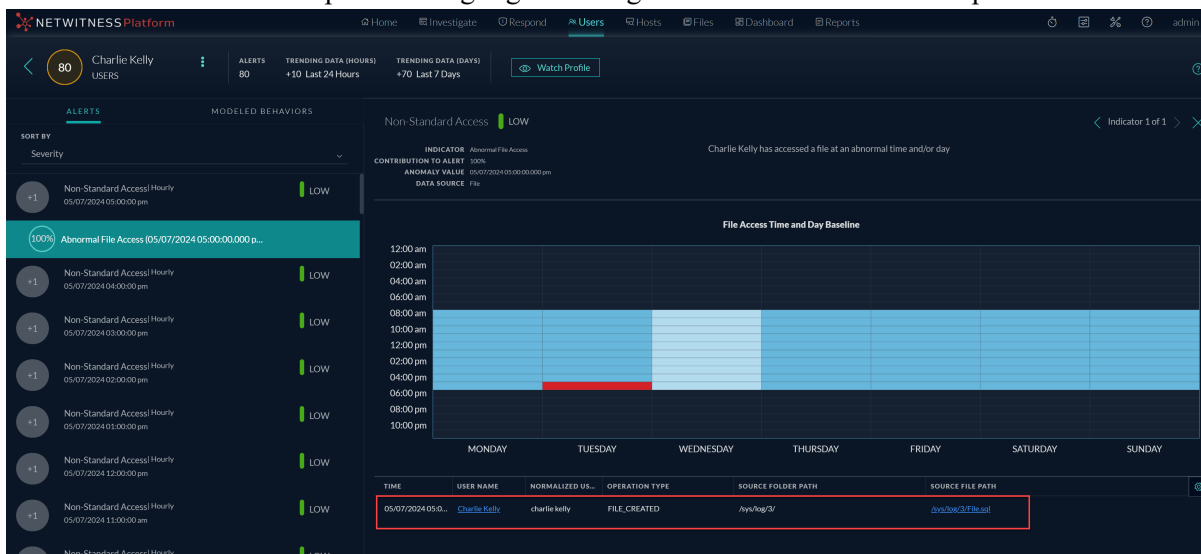 NETWITNESS Platform
Home Investigate Respond Users Hosts Files Dashboard Reports admin
80 Charlie Kelly
USERS
ALERTS
80
TRENDING DATA (HOURS)
+10 Last 24 Hours
TRENDING DATA (DAYS)
+70 Last 7 Days
Watch Profile
ALERTS MODELED BEHAVIORS
SORT BY
Severity
+1 Non-Standard Access| Hourly LOW
05/07/2024 05:00:00 pm
100% Abnormal File Access (05/07/2024 05:00:00.000 p...
+1 Non-Standard Access| Hourly LOW
05/07/2024 04:00:00 pm
+1 Non-Standard Access| Hourly LOW
05/07/2024 03:00:00 pm
+1 Non-Standard Access| Hourly LOW
05/07/2024 02:00:00 pm
+1 Non-Standard Access| Hourly LOW
05/07/2024 01:00:00 pm
+1 Non-Standard Access| Hourly LOW
05/07/2024 12:00:00 pm
+1 Non-Standard Access| Hourly LOW
05/07/2024 11:00:00 am
Non-Standard Access| Hourly
Non-Standard Access LOW
Indicator 1 of 1
INDICATOR Abnormal File Access
CONTRIBUTION TO ALERT 100%
ANOMALY VALUE 05/07/2024 05:00:00.000 pm
DATA SOURCE File
Charlie Kelly has accessed a file at an abnormal time and/or day
File Access Time and Day Baseline
12:00 am
02:00 am
04:00 am
06:00 am
08:00 am
10:00 am
12:00 pm
02:00 pm
04:00 pm
06:00 pm
08:00 pm
10:00 pm
MONDAY TUESDAY WEDNESDAY THURSDAY FRIDAY SATURDAY SUNDAY
TIME USER NAME NORMALIZED US... OPERATION TYPE SOURCE FOLDER PATH SOURCE FILE PATH
05/07/2024 05:0... Charlie Kelly charlie kelly FILE_CREATED /sys/log/3/ /sys/log/3/File.sql